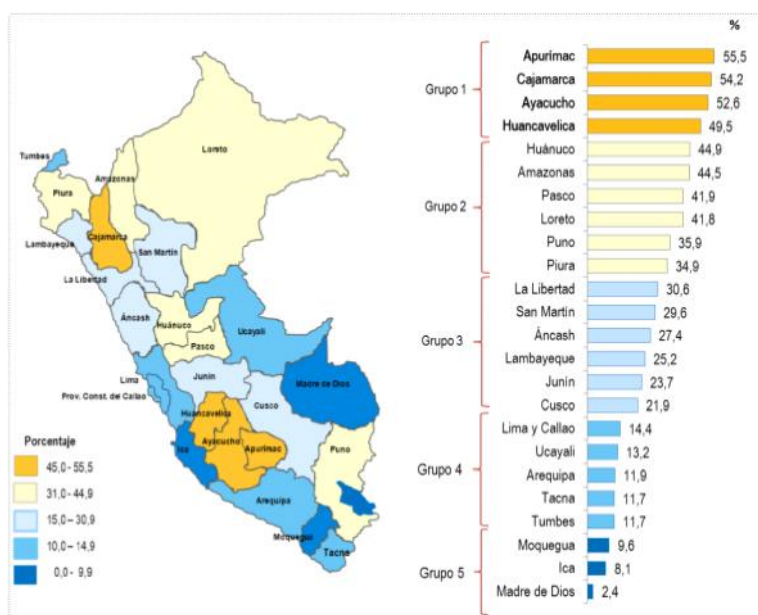 %
Grupo 1
Apurímac 55,5
Cajamarca 54,2
Ayacucho 52,6
Huancavelica 49,5
Grupo 2
Huánuco 44,9
Amazonas 44,5
Pasco 41,9
Loreto 41,8
Puno 35,9
Piura 34,9
Grupo 3
La Libertad 30,6
San Martín 29,6
Áncash 27,4
Lambayeque 25,2
Junín 23,7
Cusco 21,9
Grupo 4
Lima y Callao 14,4
Ucayali 13,2
Arequipa 11,9
Tacna 11,7
Tumbes 11,7
Grupo 5
Moquegua 9,6
Ica 8,1
Madre de Dios 2,4
Tumbes
Loreto
Amazonas
Piura
Cajamarca
Lambayeque
San Martín
La Libertad
Áncash
Huánuco
Ucayali
Pasco
Lima
Junín
Madre de Dios
Prov. Const. de Callao
Cusco
Huancavelica
Ayacucho
Apurímac
Ica
Puno
Arequipa
Moquegua
Tacna
Porcentaje
45,0– 55,5
31,0 – 44,9
15,0 – 30,9
10,0 – 14,9
0,0 - 9,9